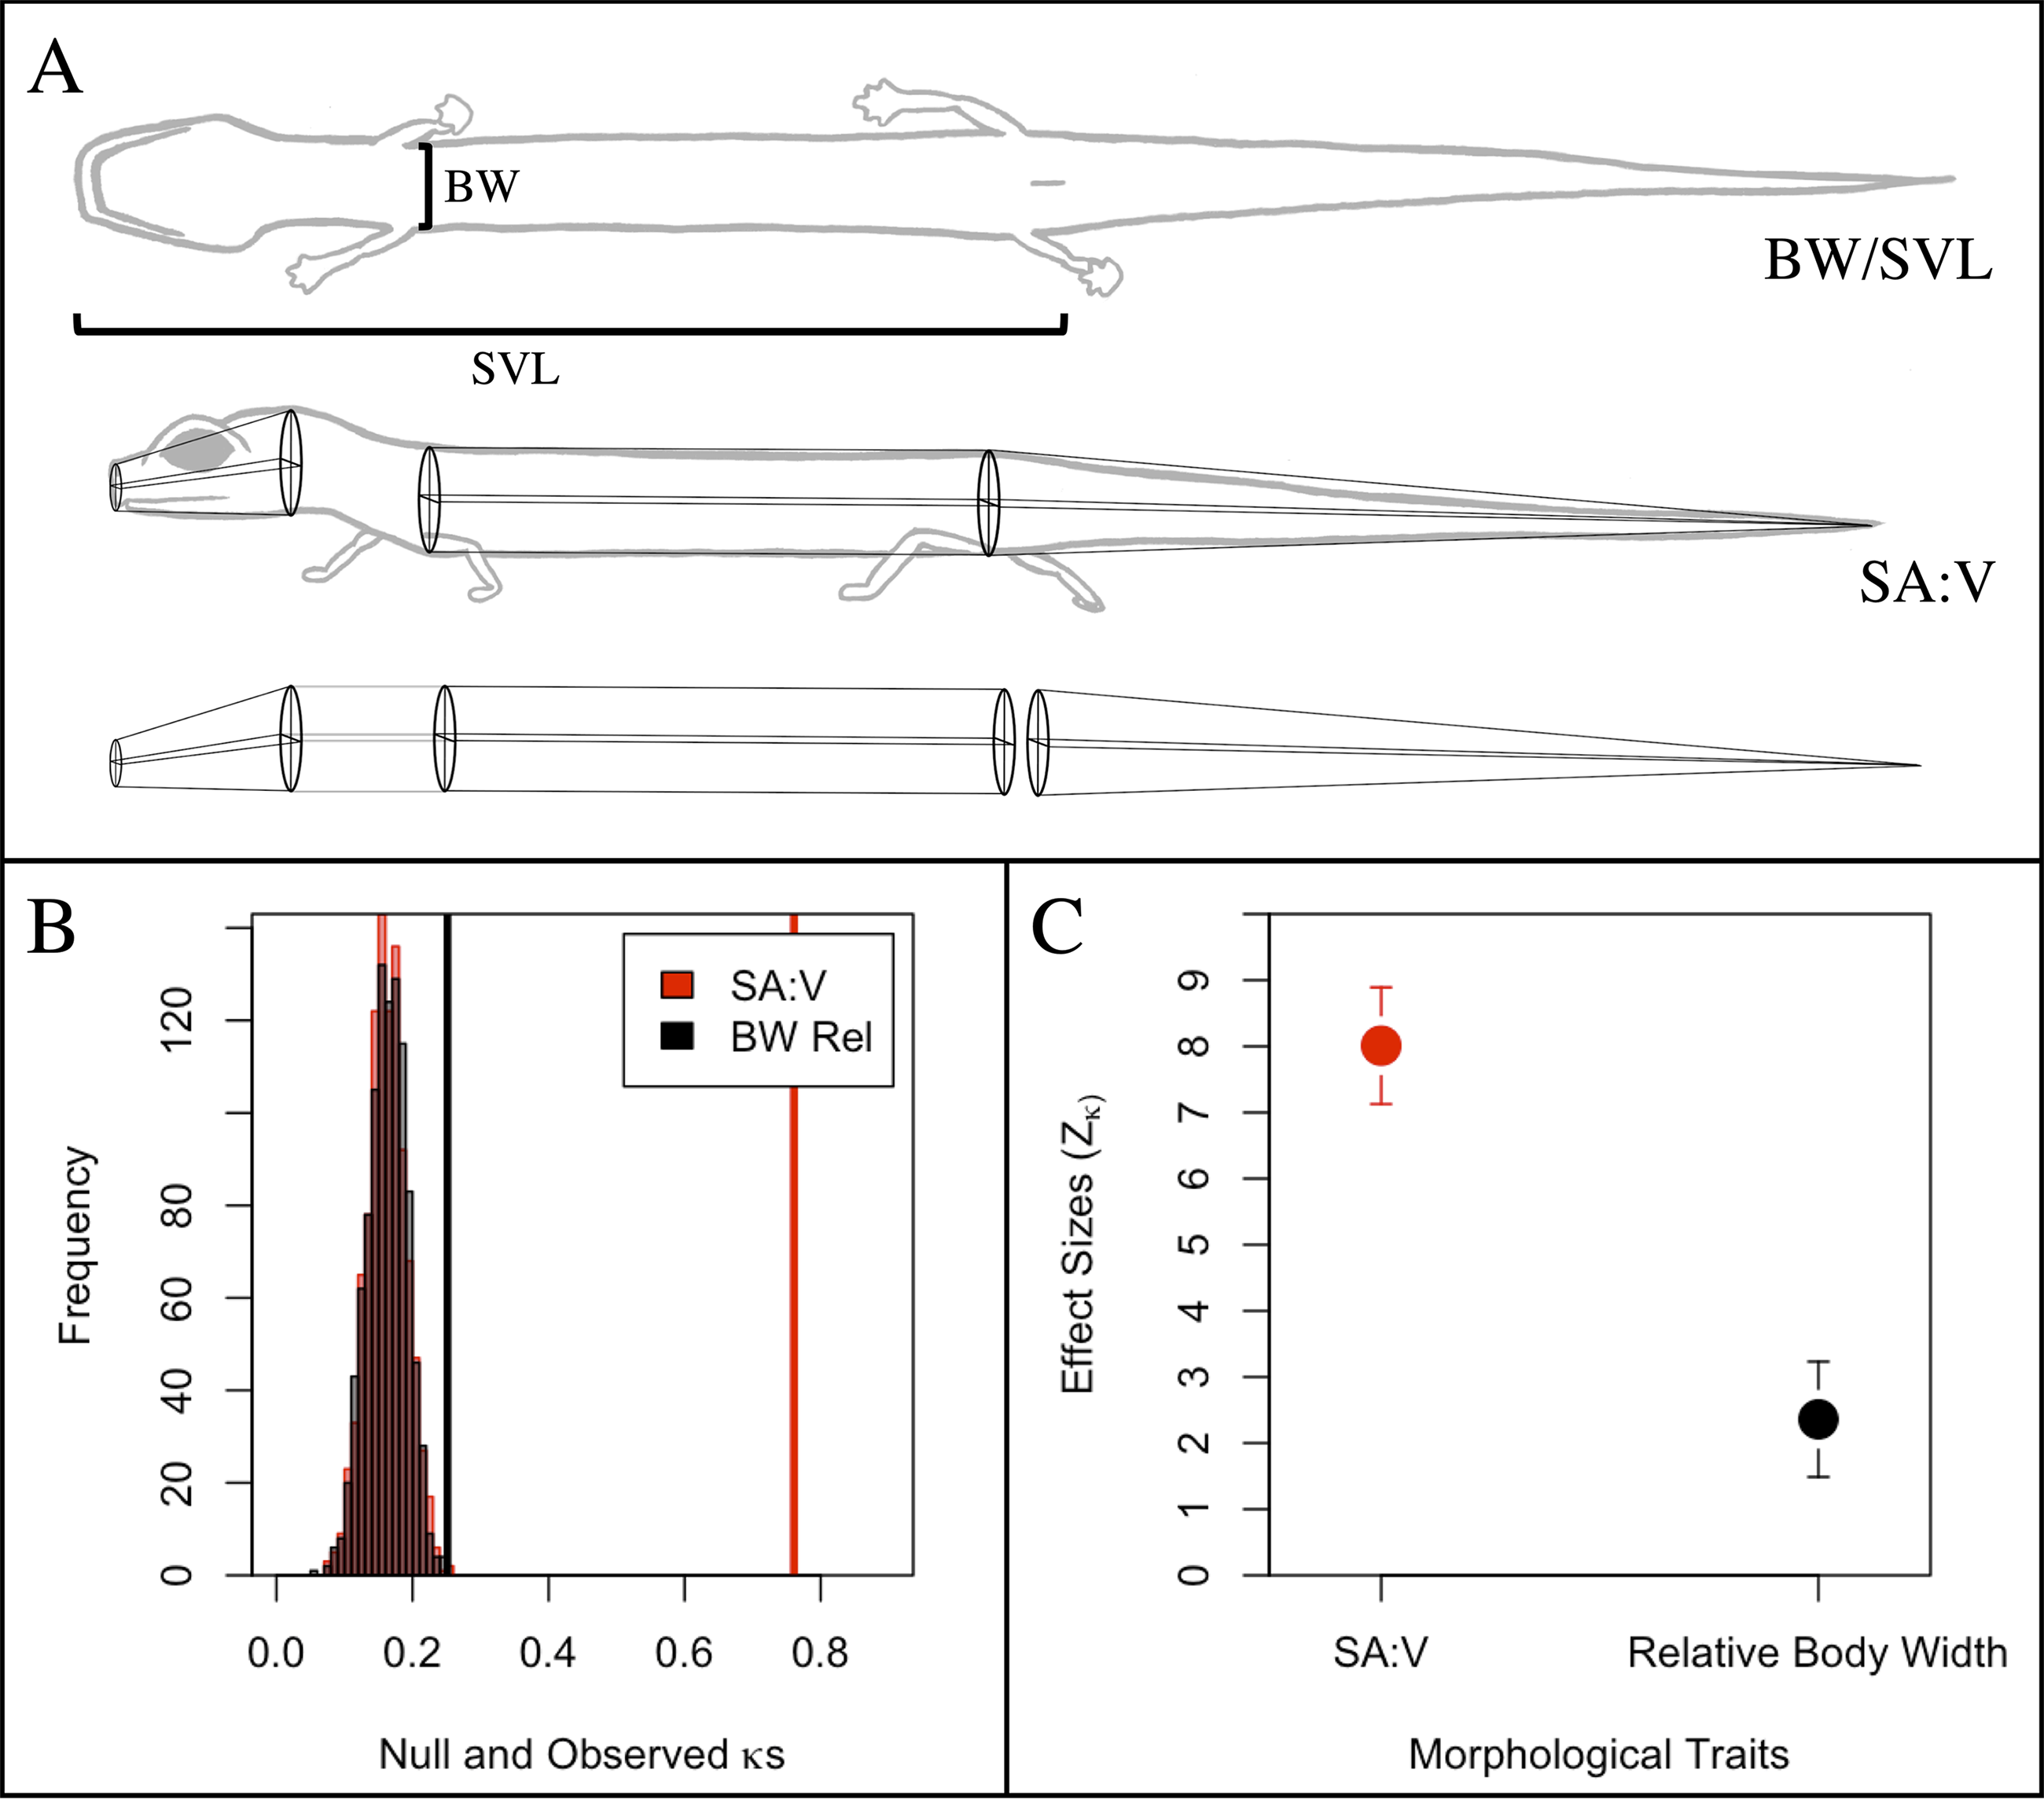 A
BW
BW/SVL
SVL
SA:V
B
SA:V
BW Rel
Frequency
0
20
40
60
80
120
0.0 0.2 0.4 0.6 0.8
Null and Observed κs
C
Effect Sizes (Zκ)
0
1
2
3
4
5
6
7
8
9
SA:V Relative Body Width
Morphological Traits